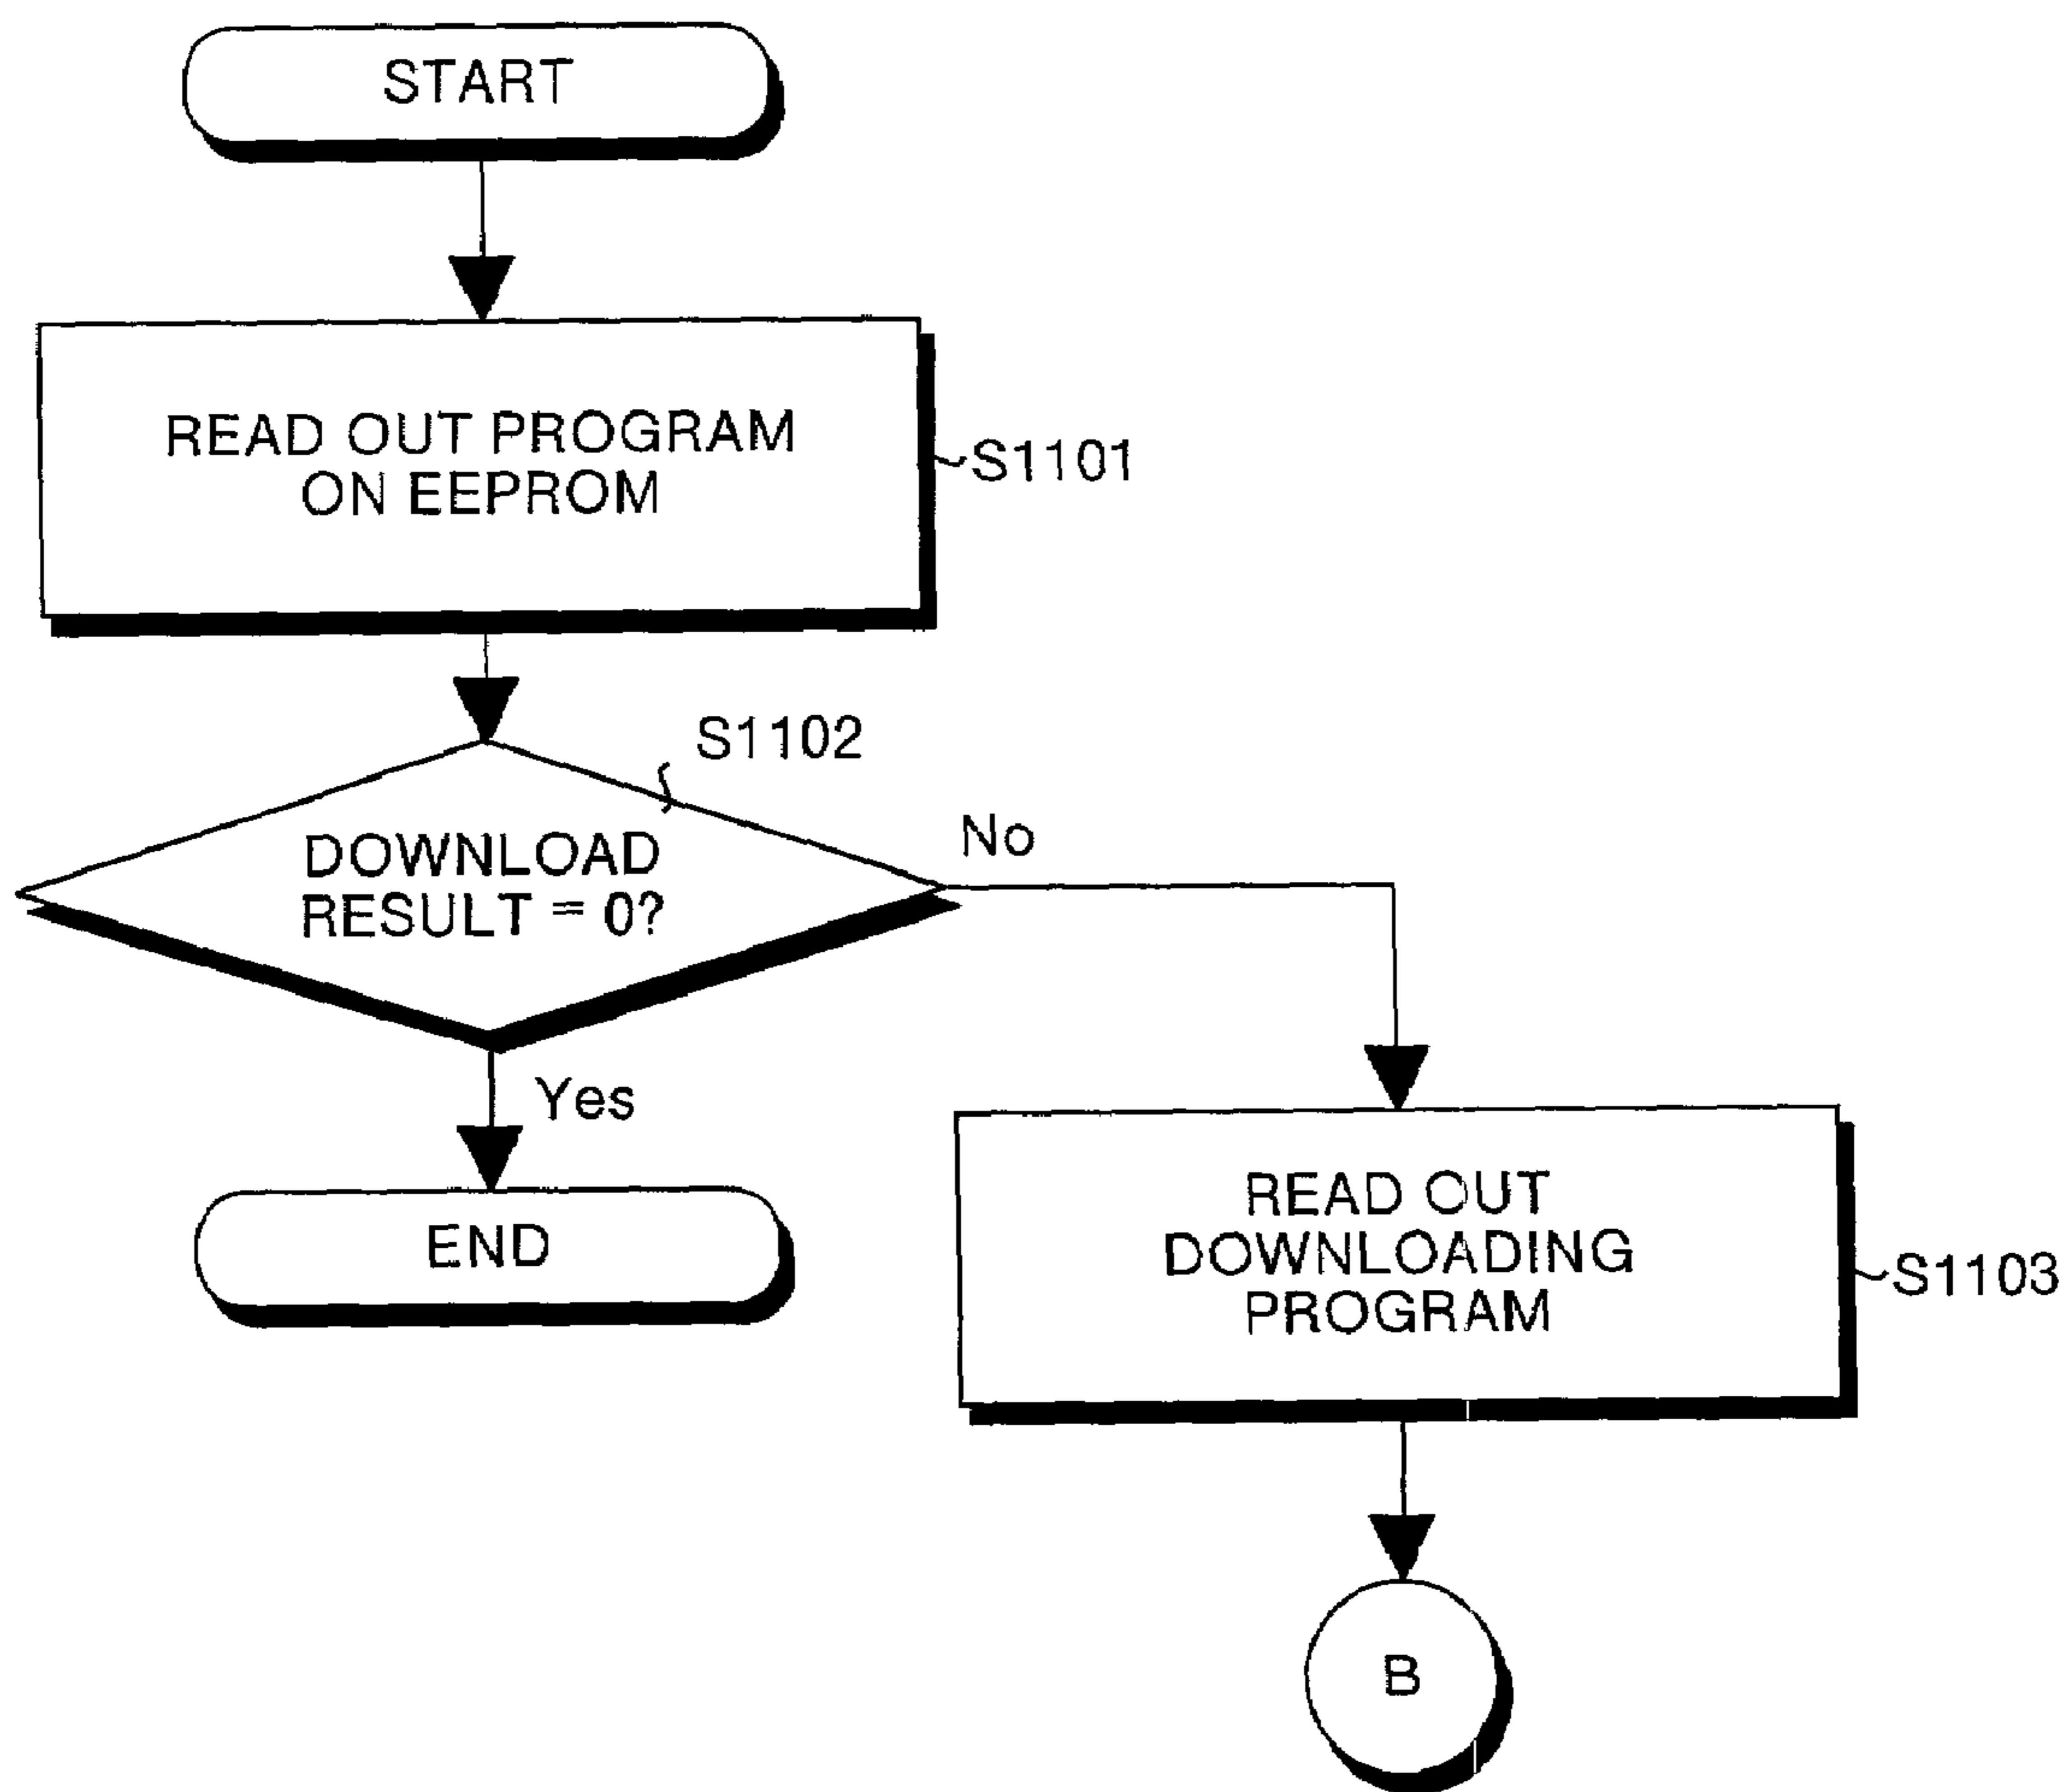 START
READ OUT PROGRAM
ON EEPROM
S1101
S1102
DOWNLOAD
RESULT = 0?
No
Yes
END
READ OUT
DOWNLOADING
PROGRAM
S1103
B